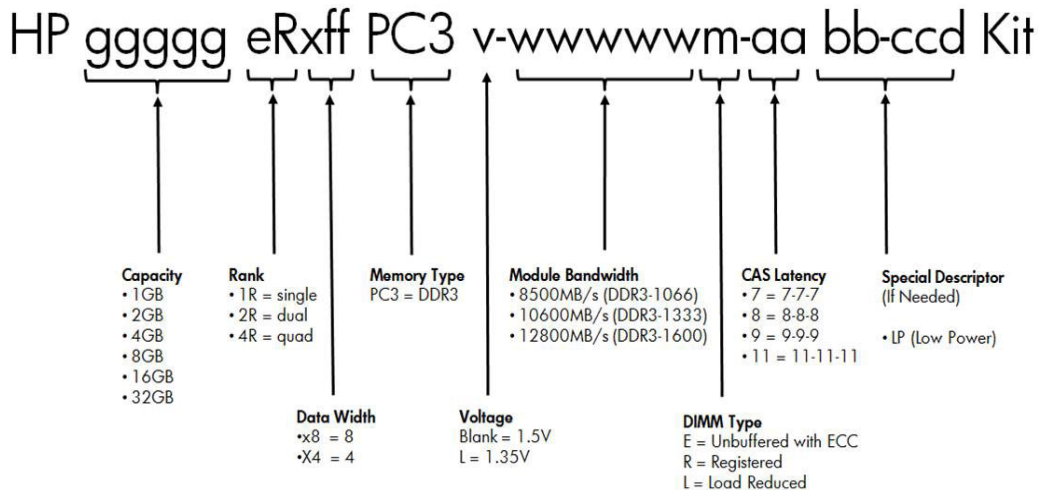 HP ggggg eRxff PC3 v-wwwwwm-aa bb-ccd Kit
Capacity
• 1GB
• 2GB
• 4GB
• 8GB
• 16GB
• 32GB
Rank
• 1R = single
• 2R = dual
• 4R = quad
Memory Type
PC3 = DDR3
Module Bandwidth
• 8500MB/s (DDR3-1066)
• 10600MB/s (DDR3-1333)
• 12800MB/s (DDR3-1600)
CAS Latency
• 7 = 7-7-7
• 8 = 8-8-8
• 9 = 9-9-9
• 11 = 11-11-11
Special Descriptor
(If Needed)
• LP (Low Power)
Data Width
•x8 = 8
•X4 = 4
Voltage
Blank = 1.5V
L = 1.35V
DIMM Type
E = Unbuffered with ECC
R = Registered
L = Load Reduced